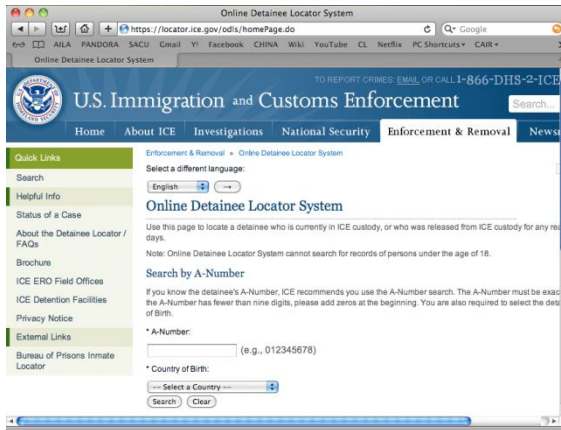 Online Detainee Locator System
https://locator.ice.gov/odls/homePage.do
Google
AILA PANDORA SACU Gmail Y! Facebook CHINA Wiki YouTube CL Netflix PC Shortcuts CAIR
Online Detainee Locator System
TO REPORT CRIMES: EMAIL OR CALL 1-866-DHS-2-ICE
U.S. Immigration and Customs Enforcement
Search...
Home About ICE Investigations National Security Enforcement & Removal Newsr
Quick Links
Search
Helpful Info
Status of a Case
About the Detainee Locator /
FAQs
Brochure
ICE ERO Field Offices
ICE Detention Facilities
Privacy Notice
External Links
Bureau of Prisons Inmate
Locator
Enforcement & Removal » Online Detainee Locator System
Select a different language:
English →
Online Detainee Locator System
Use this page to locate a detainee who is currently in ICE custody, or who was released from ICE custody for any rea
days.
Note: Online Detainee Locator System cannot search for records of persons under the age of 18.
Search by A-Number
If you know the detainee's A-Number, ICE recommends you use the A-Number search. The A-Number must be exac
the A-Number has fewer than nine digits, please add zeros at the beginning. You are also required to select the deta
of Birth.
* A-Number:
(e.g., 012345678)
* Country of Birth:
-- Select a Country --
Search Clear